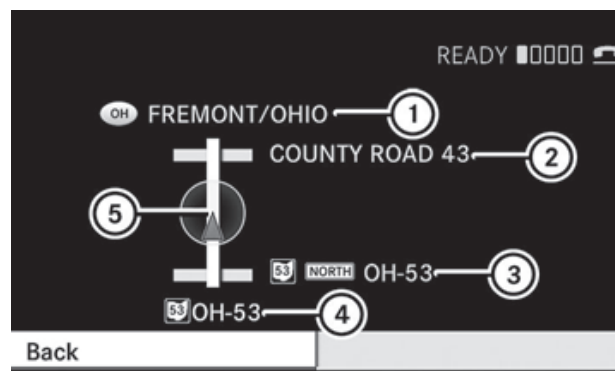 READY
OH FREMONT/OHIO 1
COUNTY ROAD 43 2
5
53 NORTH OH-53 3
53 OH-53 4
Back